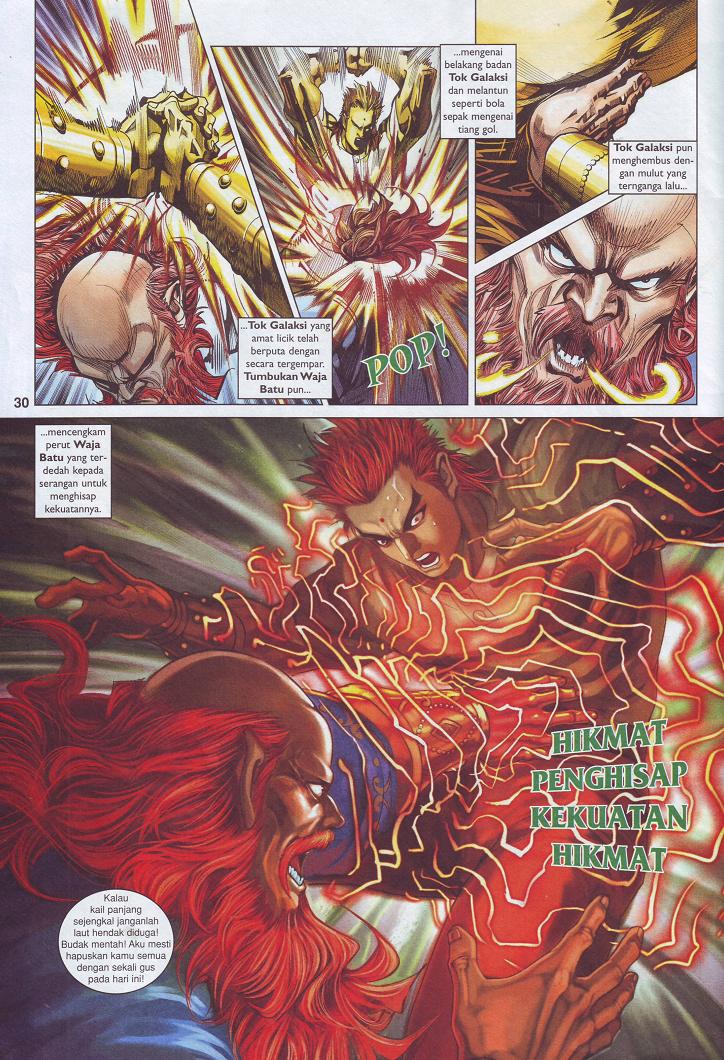 ...Tok Galaksi yang
amat licik telah
berputa dengan
secara tergempar.
Tumbukan Waja
Batu pun...
POP!
...mengenai
belakang badan
Tok Galaksi
dan melantun
seperti bola
sepak mengenai
tiang gol.
Tok Galaksi pun
menghembus den-
gan mulut yang
ternganga lalu...
30
...mencengkam
perut Waja
Batu yang ter-
dedah kepada
serangan untuk
menghisap
kekuatannya.
HIKMAT
PENGHISAP
KEKUATAN
HIKMAT
Kalau
kail panjang
sejengkal janganlah
laut hendak diduga!
Budak mentah! Aku mesti
hapuskan kamu semua
dengan sekali gus
pada hari ini!